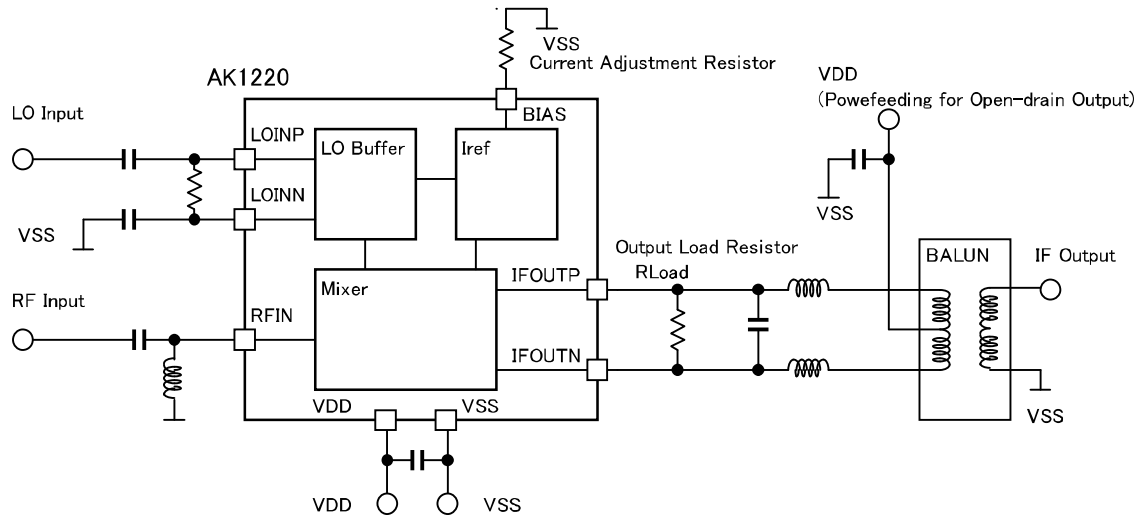 VSS
Current Adjustment Resistor
AK1220
VDD
(Powefeeding for Open-drain Output)
LO Input
BIAS
LOINP
LO Buffer
Iref
LOINN
VSS
VSS
Output Load Resistor
RLoad
BALUN
IF Output
IFOUTP
Mixer
RF Input
RFIN
IFOUTN
VDD
VSS
VSS
VDD
VSS